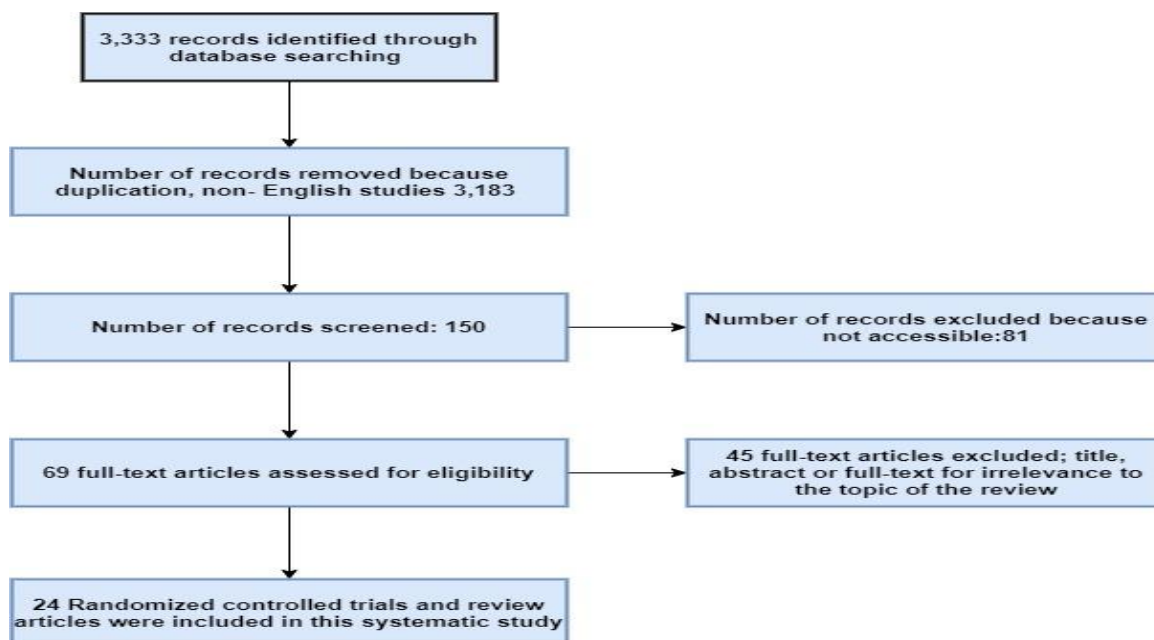 3,333 records identified through
database searching
Number of records removed because
duplication, non- English studies 3,183
Number of records screened: 150
Number of records excluded because
not accessible:81
69 full-text articles assessed for eligibility
45 full-text articles excluded; title,
abstract or full-text for irrelevance to
the topic of the review
24 Randomized controlled trials and review
articles were included in this systematic study